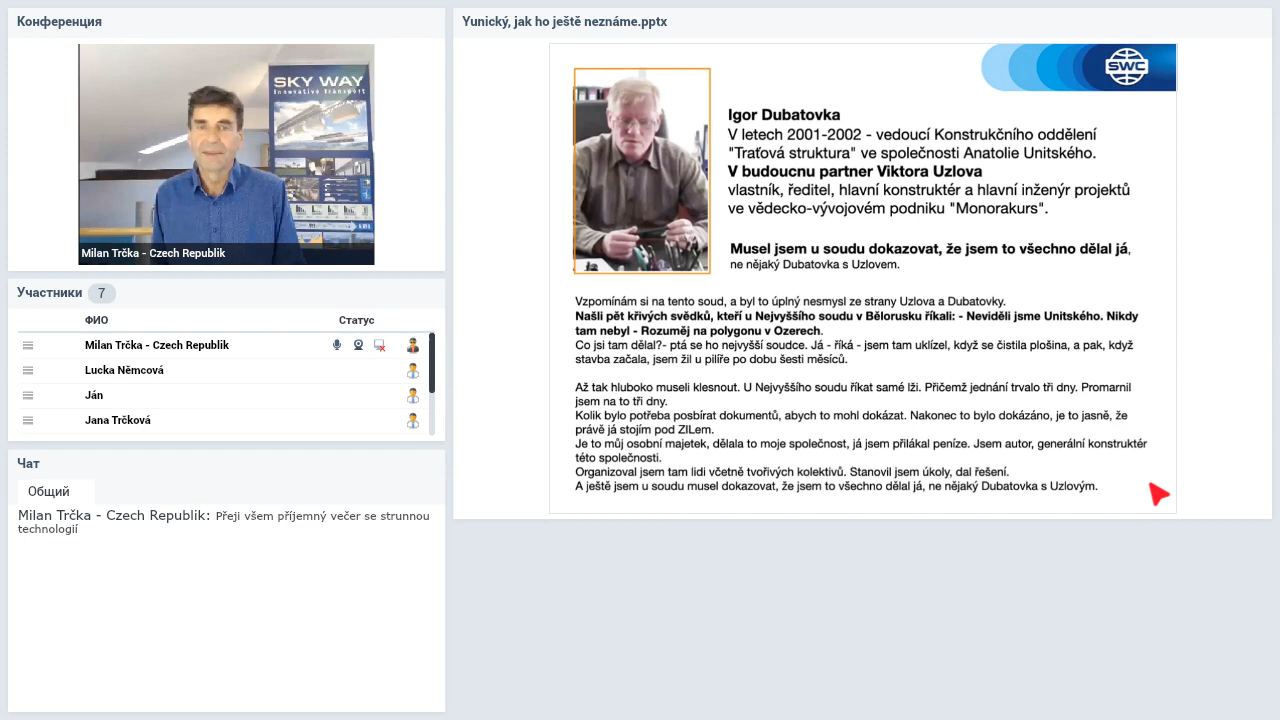 Конференция
SKY WAY
Innovative Transport
Milan Trčka - Czech Republik
Участники 7
ФИО Статус
Milan Trčka - Czech Republik
Lucka Němcová
Ján
Jana Trčková
Чат
Общий
Milan Trčka - Czech Republik: Přeji všem příjemný večer se strunnou
technologií
Yunický, jak ho ještě neznáme.pptx
SWC
Igor Dubatovka
V letech 2001-2002 - vedoucí Konstrukčního oddělení
"Traťová struktura" ve společnosti Anatolie Unitského.
V budoucnu partner Viktora Uzlova
vlastník, ředitel, hlavní konstruktér a hlavní inženýr projektů
ve vědecko-vývojovém podniku "Monorakurs".
Musel jsem u soudu dokazovat, že jsem to všechno dělal já,
ne nějaký Dubatovka s Uzlovem.
Vzpomínám si na tento soud, a byl to úplný nesmysl ze strany Uzlova a Dubatovky.
Našli pět křivých svědků, kteří u Nejvyššího soudu v Bělorusku říkali: - Neviděli jsme Unitského. Nikdy
tam nebyl - Rozuměj na polygonu v Ozerech.
Co jsi tam dělal?- ptá se ho nejvyšší soudce. Já - říká - jsem tam uklízel, když se čistila plošina, a pak, když
stavba začala, jsem žil u pilíře po dobu šesti měsíců.
Až tak hluboko museli klesnout. U Nejvyššího soudu říkat samé lži. Přičemž jednání trvalo tři dny. Promarnil
jsem na to tři dny.
Kolik bylo potřeba posbírat dokumentů, abych to mohl dokázat. Nakonec to bylo dokázáno, je to jasně, že
právě já stojím pod ZILem.
Je to můj osobní majetek, dělala to moje společnost, já jsem přilákal peníze. Jsem autor, generální konstruktér
této společnosti.
Organizoval jsem tam lidi včetně tvořivých kolektivů. Stanovil jsem úkoly, dal řešení.
A ještě jsem u soudu musel dokazovat, že jsem to všechno dělal já, ne nějaký Dubatovka s Uzlovým.